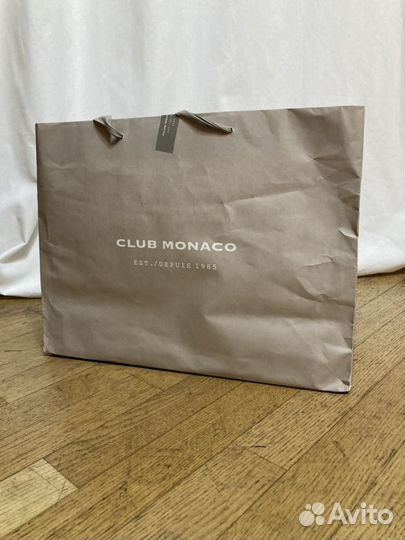 CLUB MONACO
EST./DEPUIS 1985
Avito